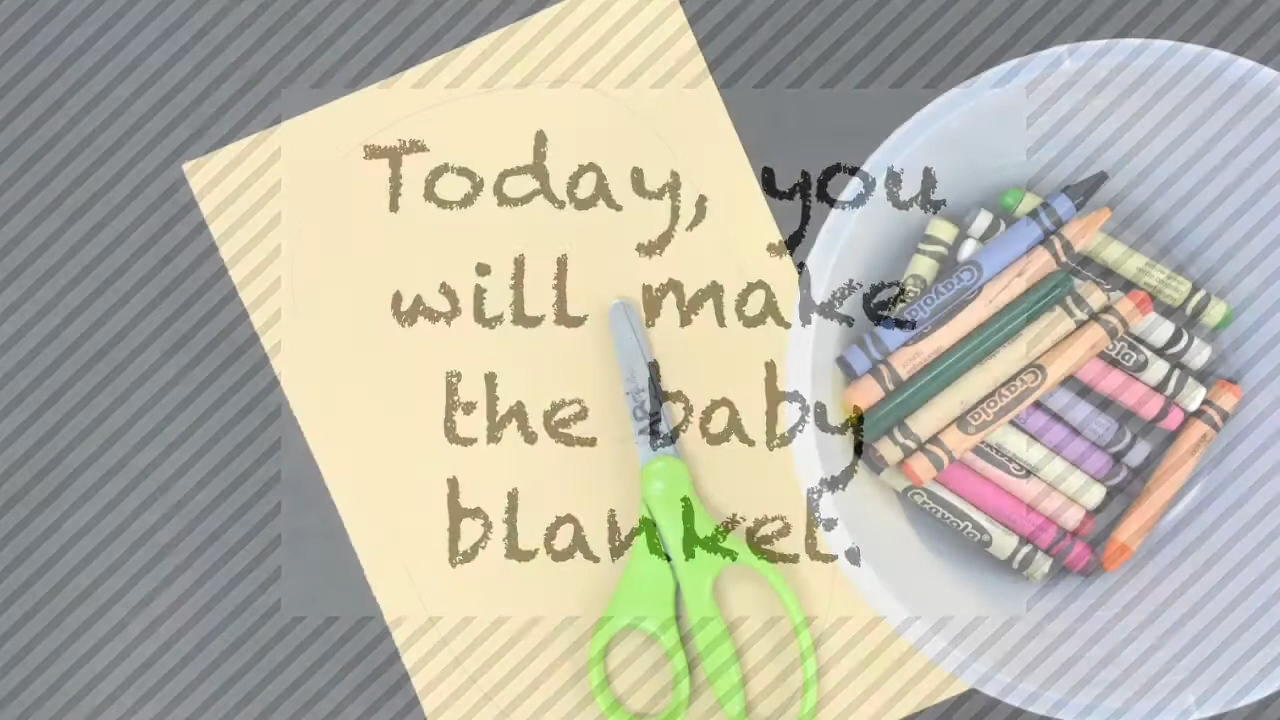 Today, you
will make
the baby
blanket.
Crayola
Crayola
Crayola